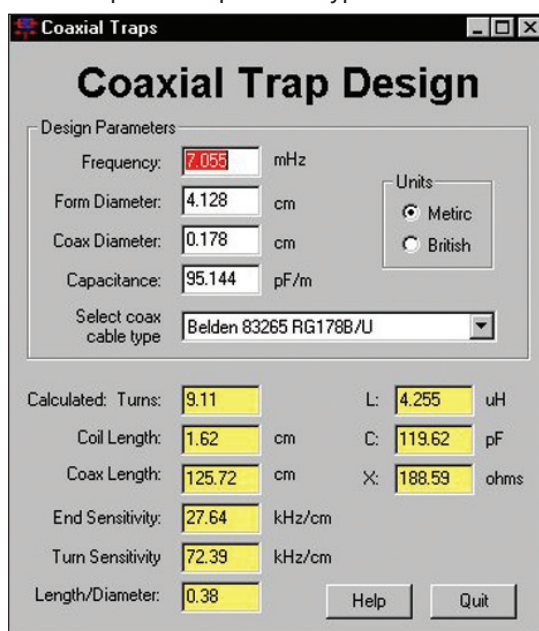 Coaxial Traps
Coaxial Trap Design
Design Parameters
Frequency: 7.055 mHz
Form Diameter: 4.128 cm
Coax Diameter: 0.178 cm
Capacitance: 95.144 pF/m
Units
Metirc
British
Select coax cable type
Belden 83265 RG178B/U
Calculated: Turns: 9.11
L: 4.255 uH
Coil Length: 1.62 cm
C: 119.62 pF
Coax Length: 125.72 cm
X: 188.59 ohms
End Sensitivity: 27.64 kHz/cm
Turn Sensitivity 72.39 kHz/cm
Length/Diameter: 0.38
Help
Quit